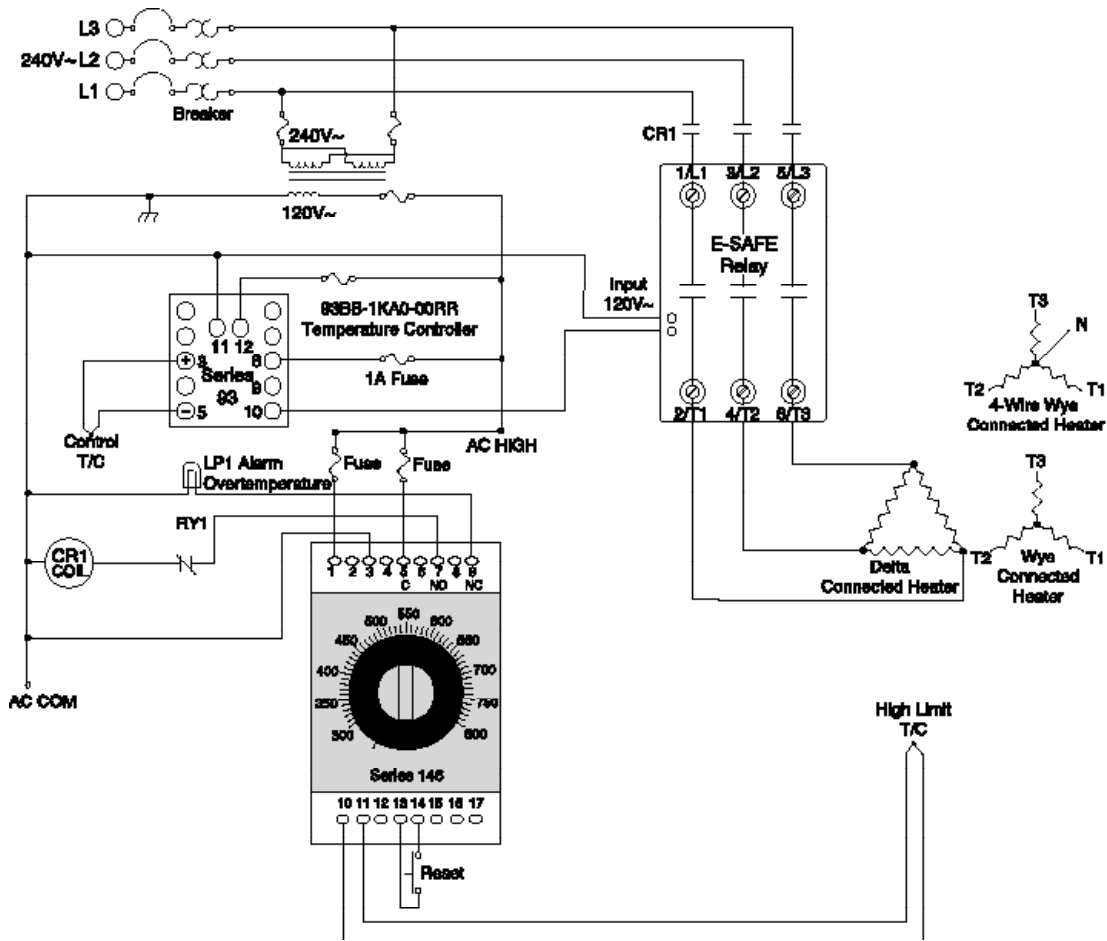 L3
240V~ L2
L1
Breaker
240V~
CR1
1/L1 3/L2 5/L3
120V~
E-SAFE
Relay
Input
120V~
93BB-1KA0-00RR
Temperature Controller
11 12
+ 3 8
1A Fuse
Series
93
9
- 5 10
T3
N
T2 T1
4-Wire Wye
Connected Heater
2/T1 4/T2 6/T3
Control
T/C
AC HIGH
LP1 Alarm
Overtemperature
Fuse Fuse
RY1
CR1
COIL
1 2 3 4 5 6 7 8 9
C NO NC
T3
T2 T1
Wye
Connected
Heater
Delta
Connected Heater
300 350 400 450 500 550 600 650 700 750 800
AC COM
High Limit
T/C
Series 146
10 11 12 13 14 15 16 17
Reset